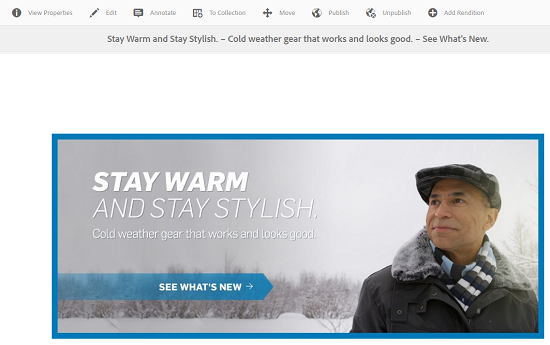 View Properties Edit Annotate To Collection Move Publish Unpublish Add Rendition
Stay Warm and Stay Stylish. – Cold weather gear that works and looks good. – See What's New.
STAY WARM
AND STAY STYLISH.
Cold weather gear that works and looks good.
SEE WHAT'S NEW →